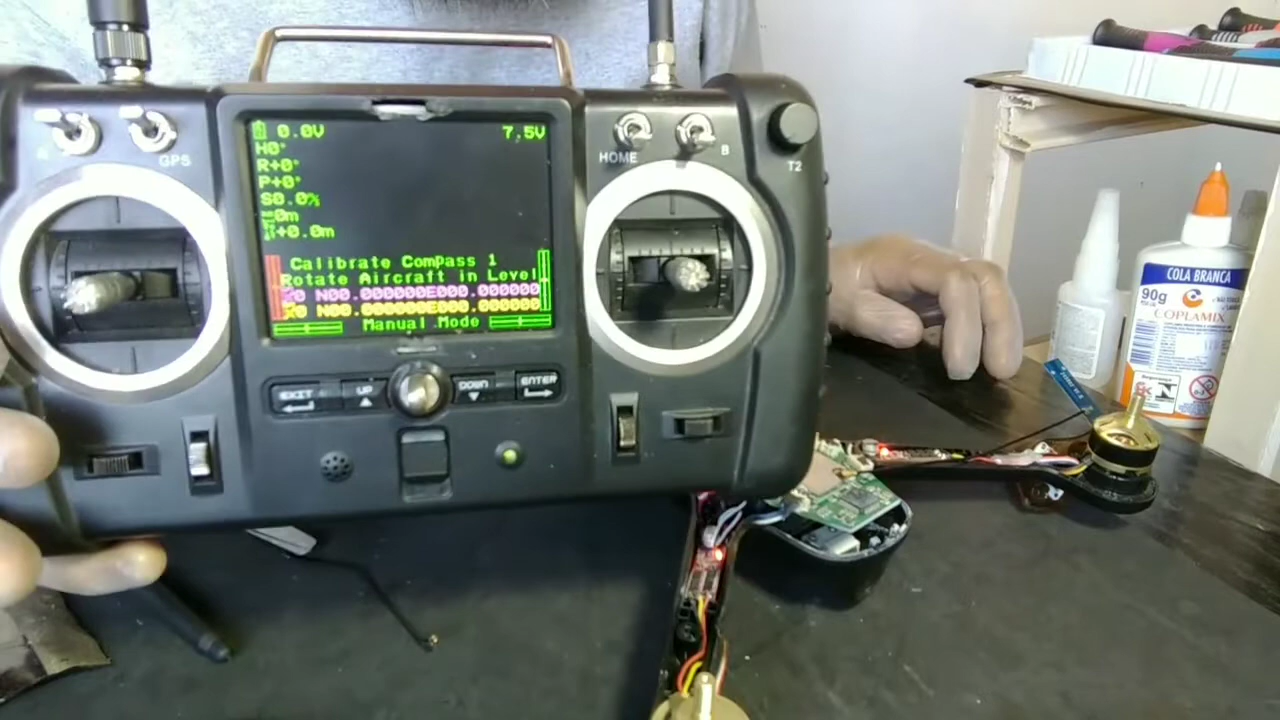 0.0V 7.5V
H0°
R+0°
P+0°
S0.0%
0m
+0.0m
Calibrate Compass 1
Rotate Aircraft in Level
0 N00.000000E000.000000
0 N00.000000E000.000000
Manual Mode
GPS
HOME
B
T2
EXIT
UP
DOWN
ENTER
COLA BRANCA
90g
COPLAMIX